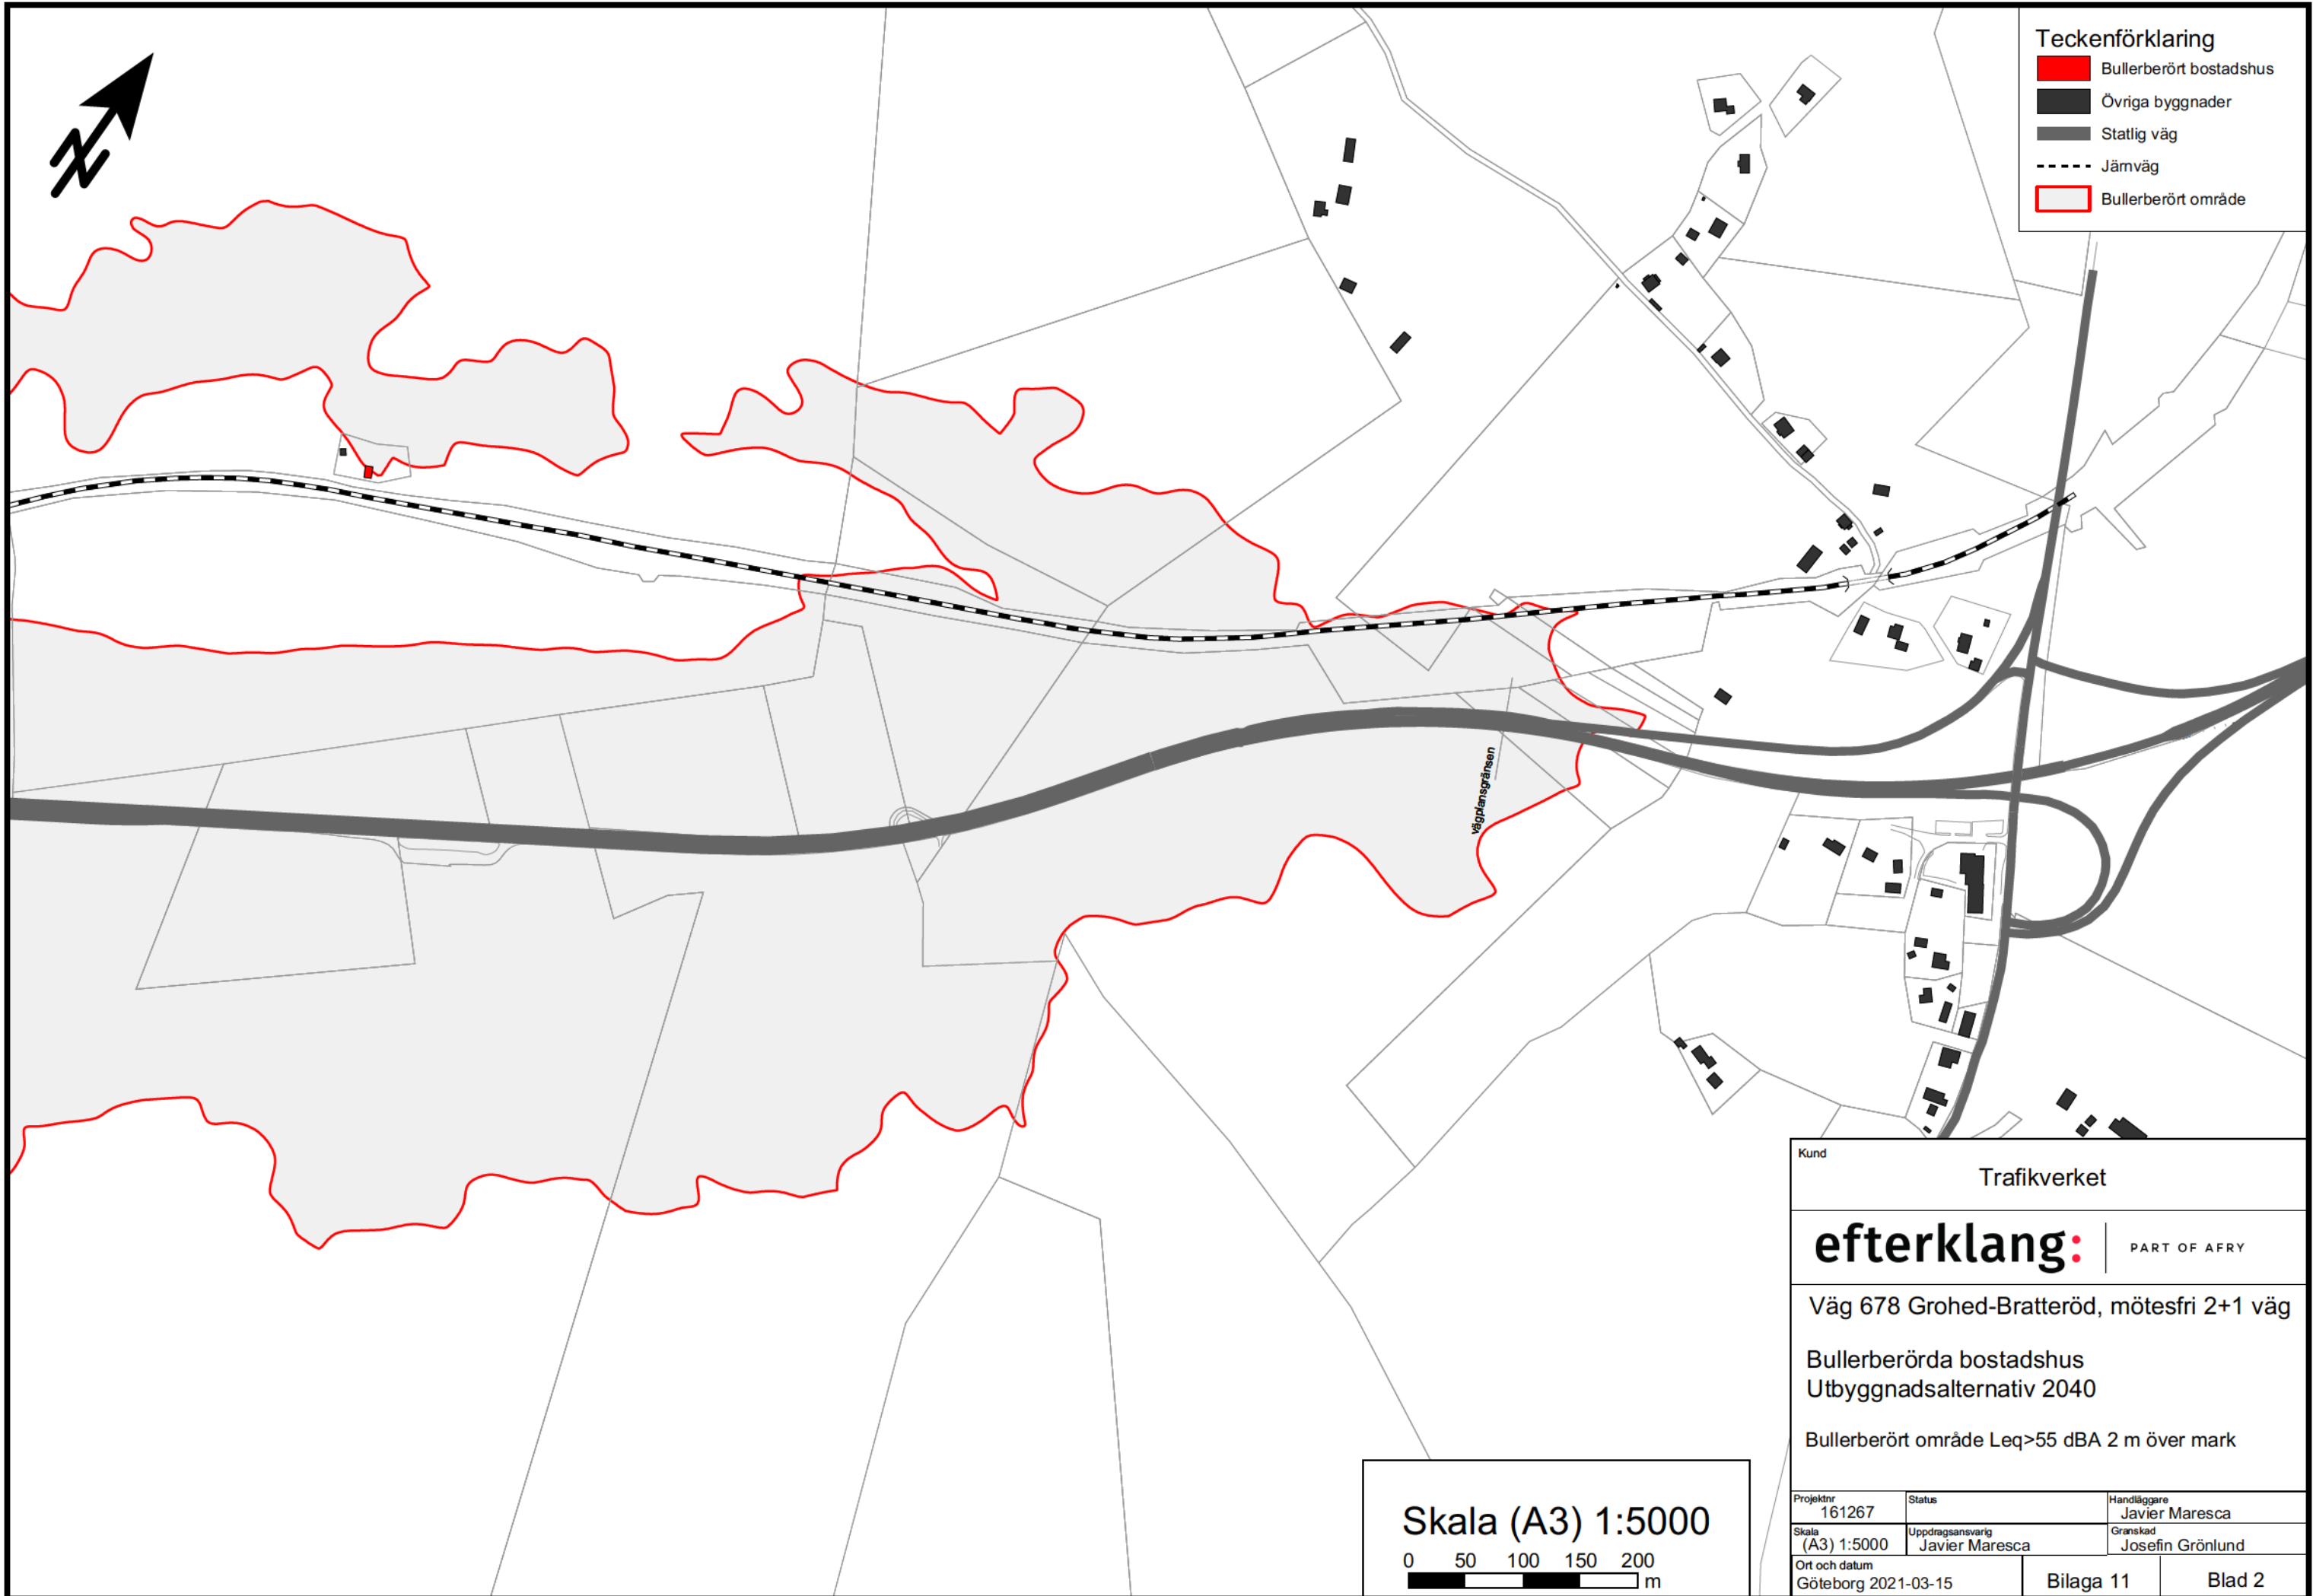 N
Teckenförklaring
Bullerberört bostadshus
Övriga byggnader
Statlig väg
Järnväg
Bullerberört område
vägplansgränsen
Skala (A3) 1:5000
0 50 100 150 200
m
Kund
Trafikverket
efterklang: PART OF AFRY
Väg 678 Grohed-Bratteröd, mötesfri 2+1 väg
Bullerberörda bostadshus
Utbyggnadsalternativ 2040
Bullerberört område Leq>55 dBA 2 m över mark
Projektnr Status Handläggare
161267 Javier Maresca
Skala Uppdragsansvarig Granskad
(A3) 1:5000 Javier Maresca Josefin Grönlund
Ort och datum
Göteborg 2021-03-15 Bilaga 11 Blad 2